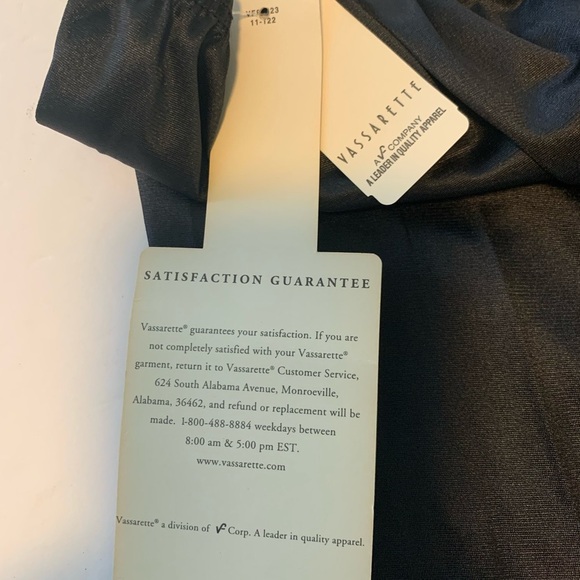 11-122
VASSARETTE
A VF COMPANY
A LEADER IN QUALITY APPAREL
SATISFACTION GUARANTEE
Vassarette® guarantees your satisfaction. If you are
not completely satisfied with your Vassarette®
garment, return it to Vassarette® Customer Service,
624 South Alabama Avenue, Monroeville,
Alabama, 36462, and refund or replacement will be
made. 1-800-488-8884 weekdays between
8:00 am & 5:00 pm EST.
www.vassarette.com
Vassarette® a division of VF Corp. A leader in quality apparel.